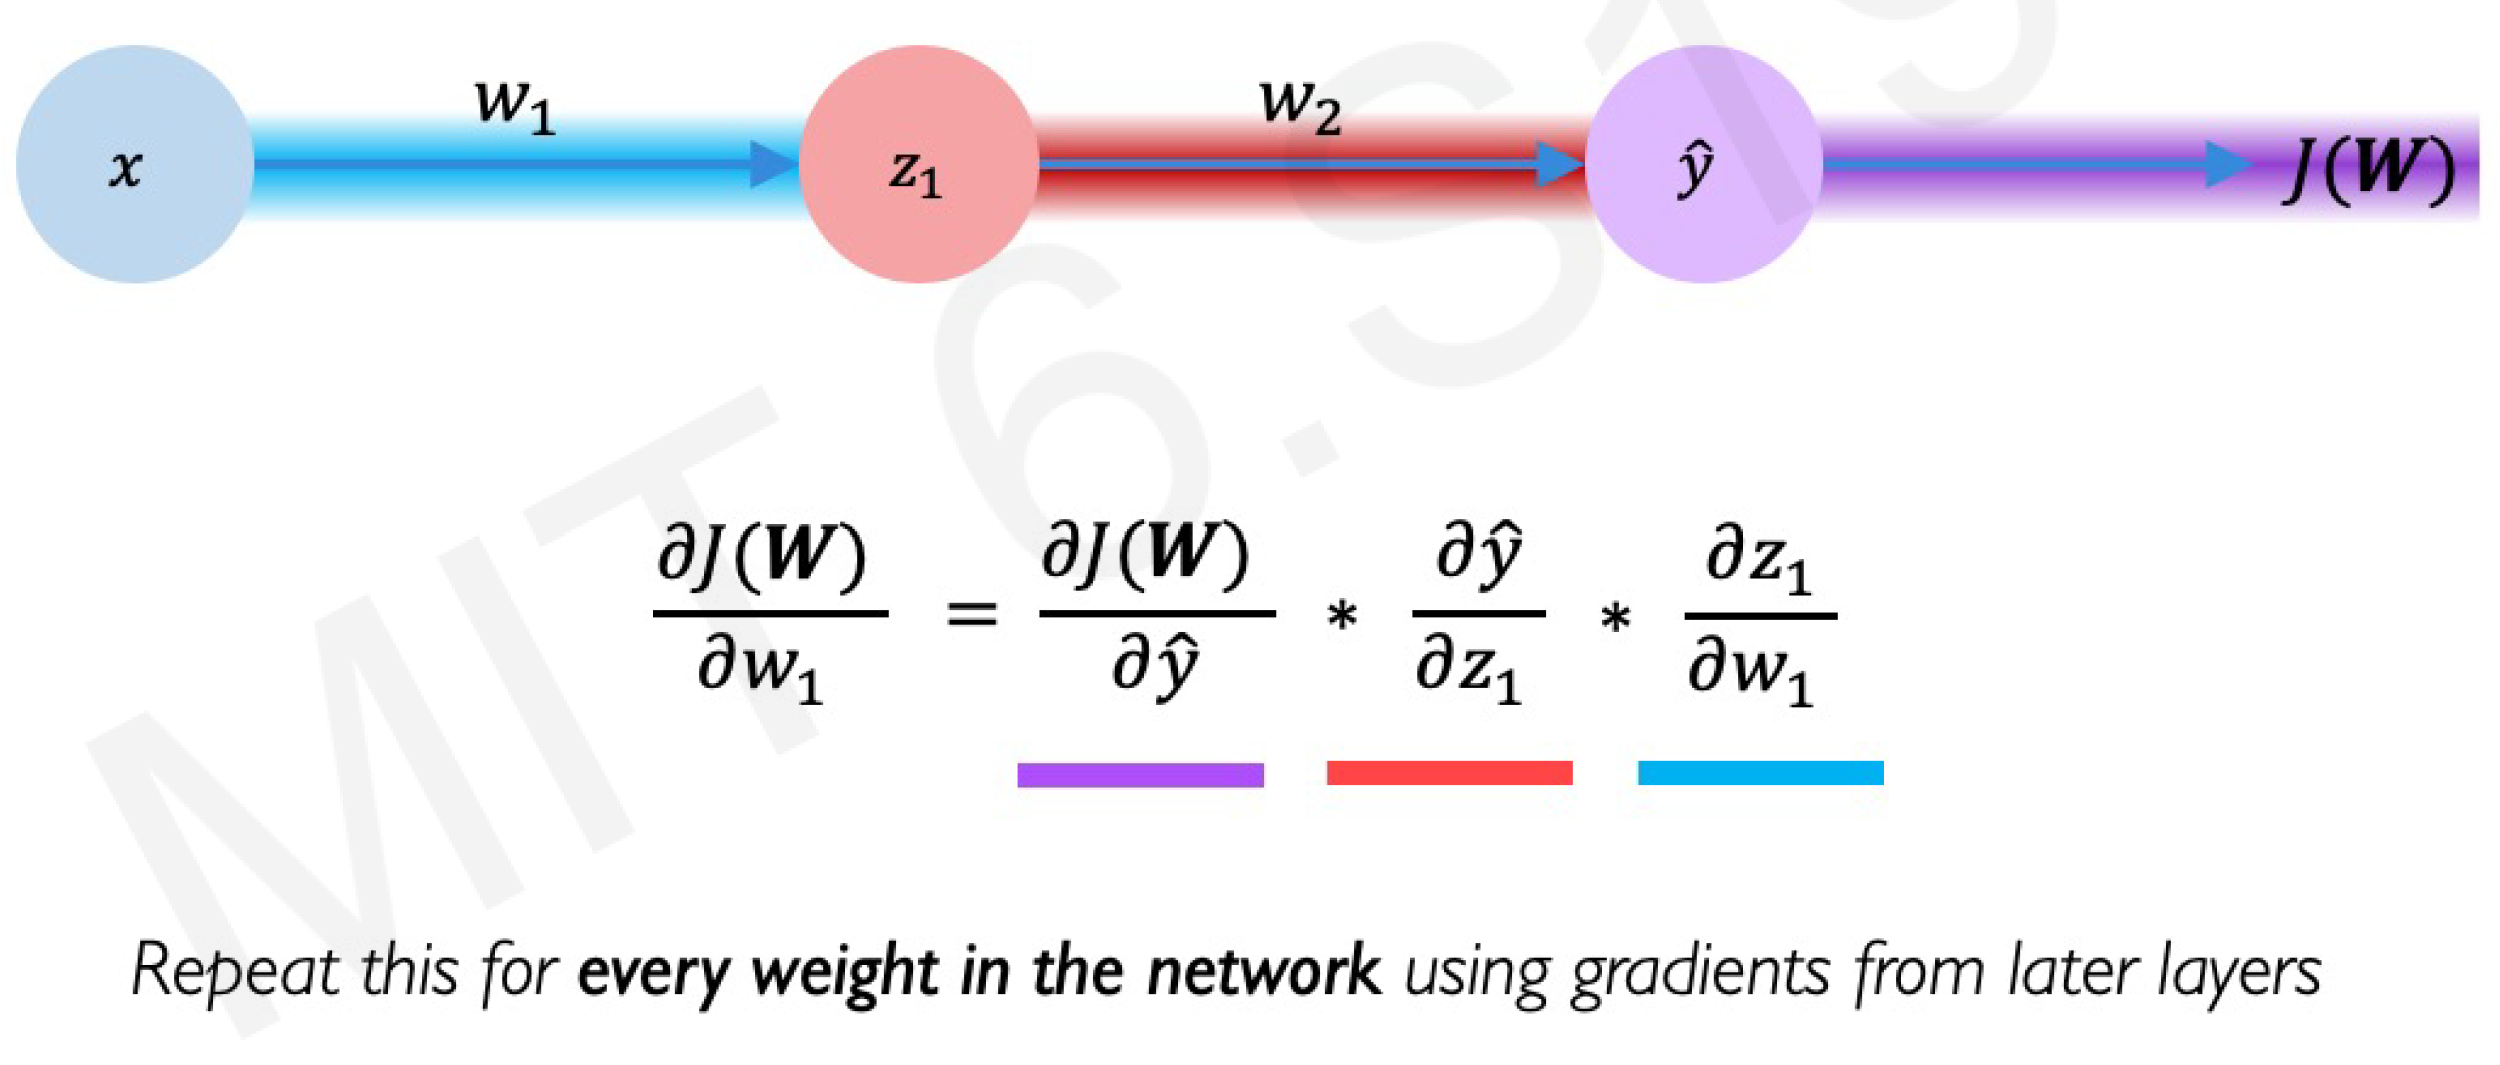 x w₁ z₁ w₂ ŷ J(W)
∂J(W)/∂w₁ = ∂J(W)/∂ŷ * ∂ŷ/∂z₁ * ∂z₁/∂w₁
Repeat this for every weight in the network using gradients from later layers
MIT 6.S19